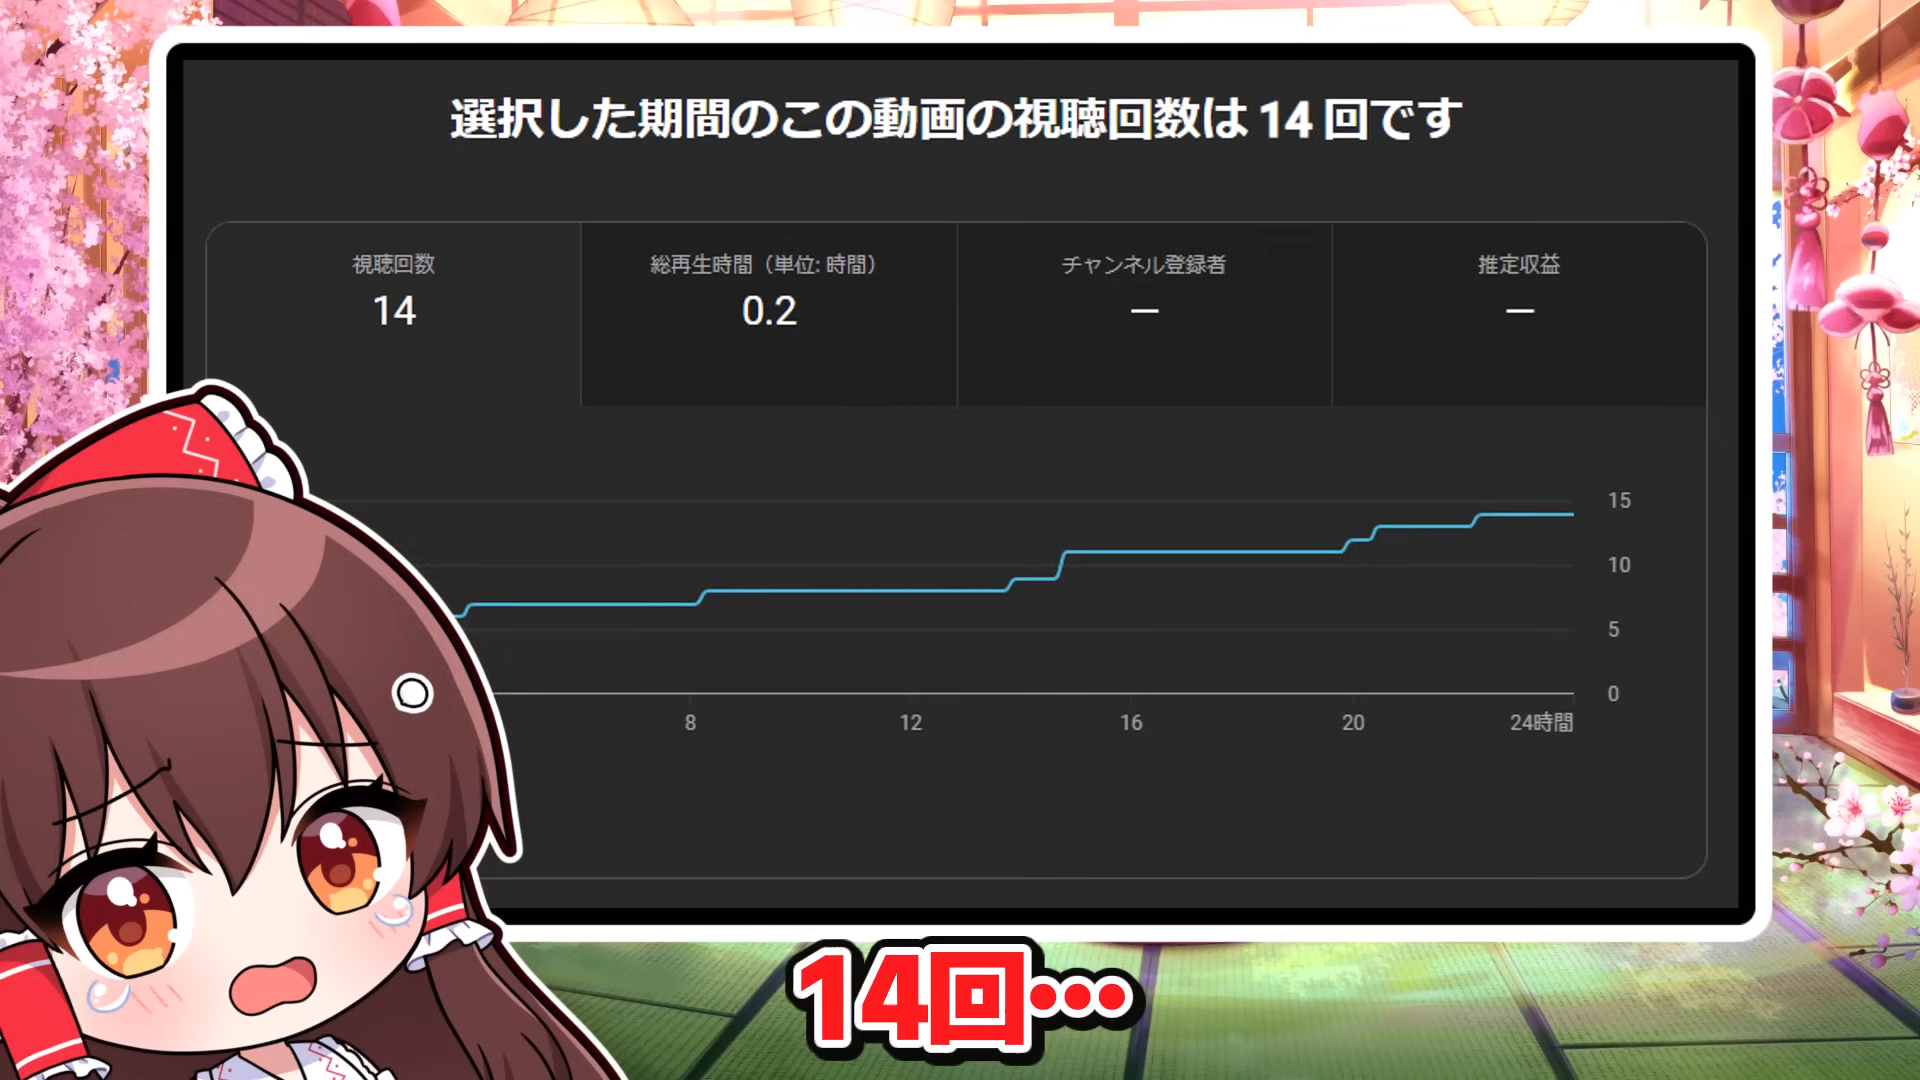 選択した期間のこの動画の視聴回数は 14 回です
視聴回数
14
総再生時間（単位: 時間）
0.2
チャンネル登録者
—
推定収益
—
15
10
5
0
8
12
16
20
24時間
14回…